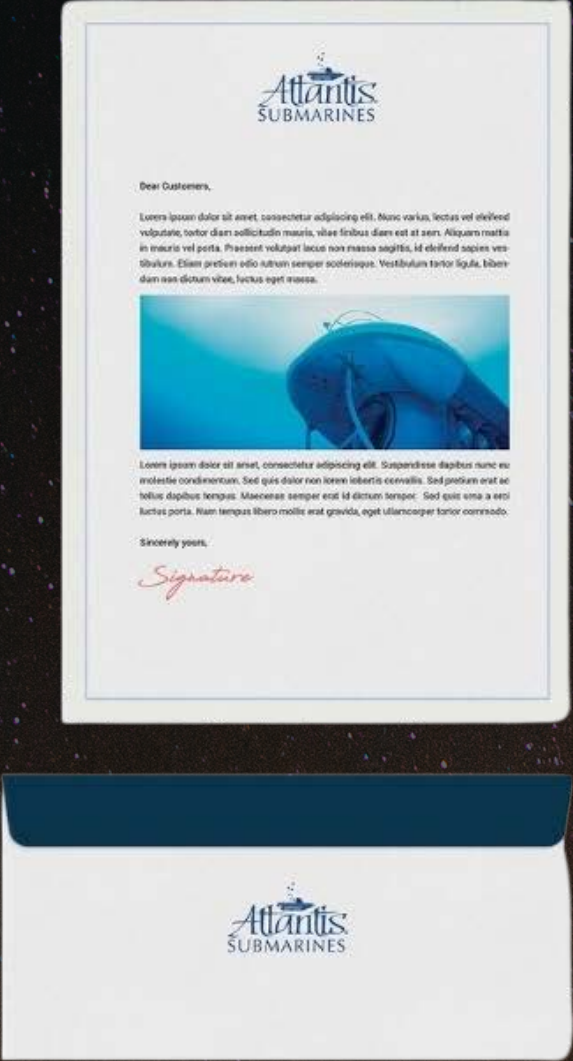 Atlantis
SUBMARINES
Dear Customers,
Lorem ipsum dolor sit amet, consectetur adipiscing elit. Nunc varius, lectus vel eleifend
vulputate, tortor diam sollicitudin mauris, vitae finibus diam est at sem. Aliquam mattis
in mauris vel porta. Praesent volutpat lacus non massa sagittis, id eleifend sapien ves-
tibulum. Etiam pretium odio rutrum semper scelerisque. Vestibulum tortor ligula, biben-
dum non dictum vitae, luctus eget massa.
Lorem ipsum dolor sit amet, consectetur adipiscing elit. Suspendisse dapibus nunc eu
molestie condimentum. Sed quis dolor non lorem lobortis convallis. Sed pretium erat ac
tellus dapibus tempus. Maecenas semper erat id dictum tempor. Sed quis urna a orci
luctus porta. Nam tempus libero mollis erat gravida, eget ullamcorper tortor commodo.
Sincerely yours,
Signature
Atlantis
SUBMARINES